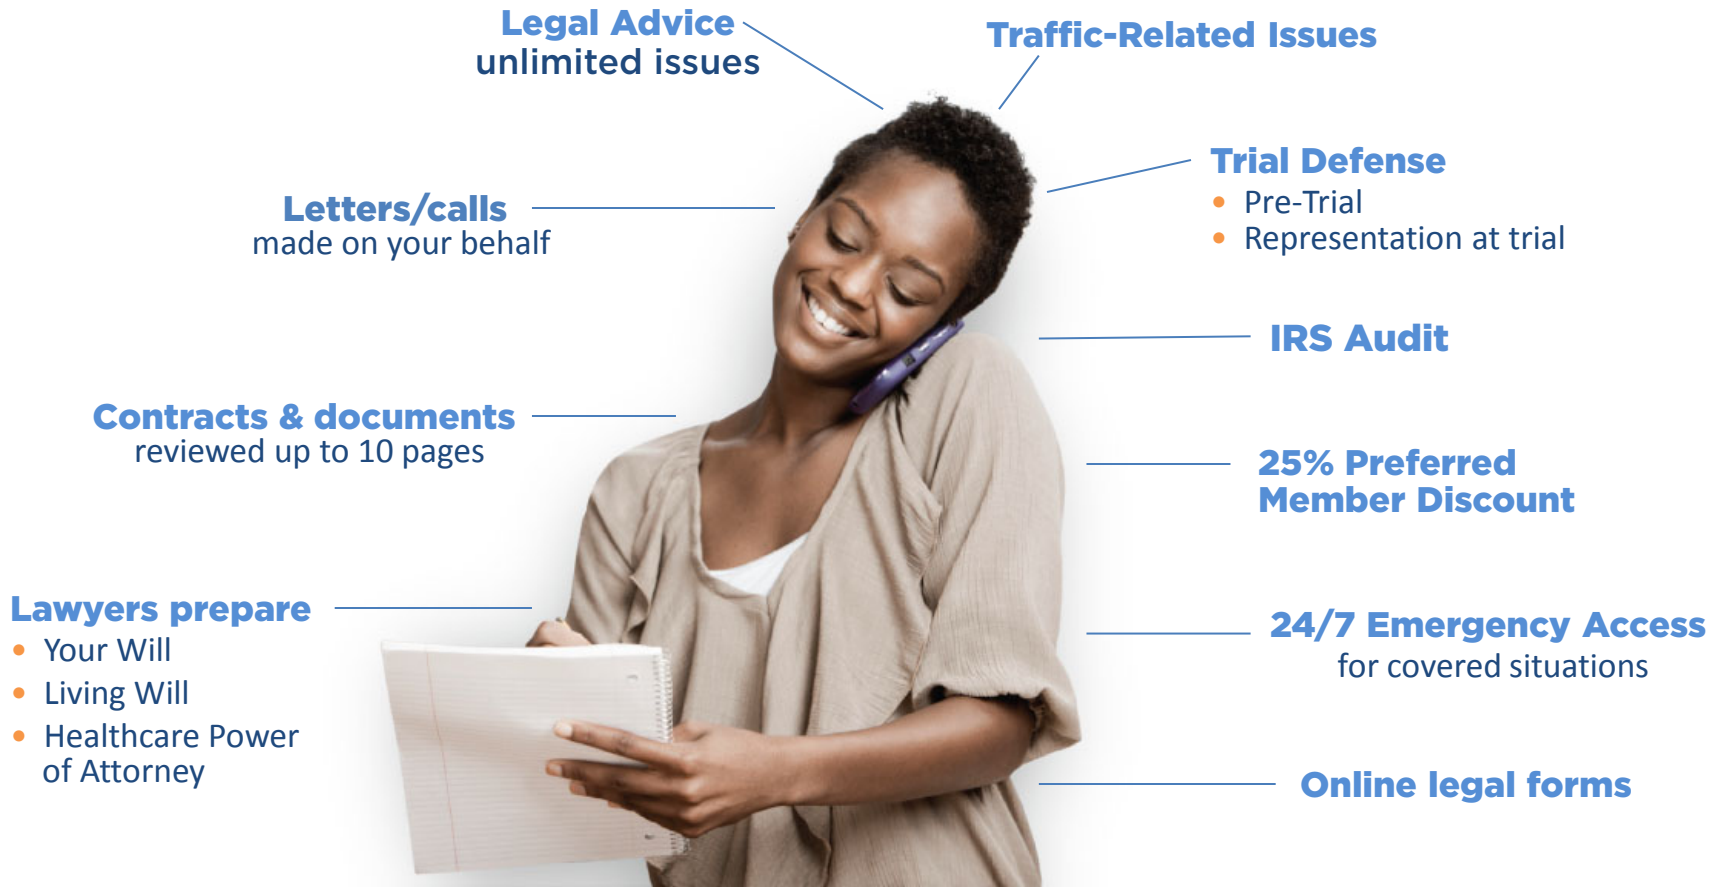 Legal Advice
unlimited issues
Traffic-Related Issues
Trial Defense
• Pre-Trial
• Representation at trial
Letters/calls
made on your behalf
IRS Audit
Contracts & documents
reviewed up to 10 pages
25% Preferred
Member Discount
Lawyers prepare
• Your Will
• Living Will
• Healthcare Power
of Attorney
24/7 Emergency Access
for covered situations
Online legal forms